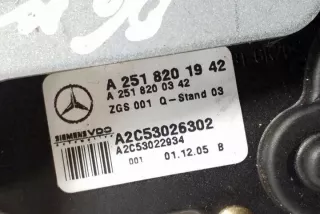 A 251 820 19 42
A 251 820 03 42
ZGS 001 Q-Stand 03
SIEMENS VDO
Automotive
A2C53026302
A2C53022934
001 01.12.05 B